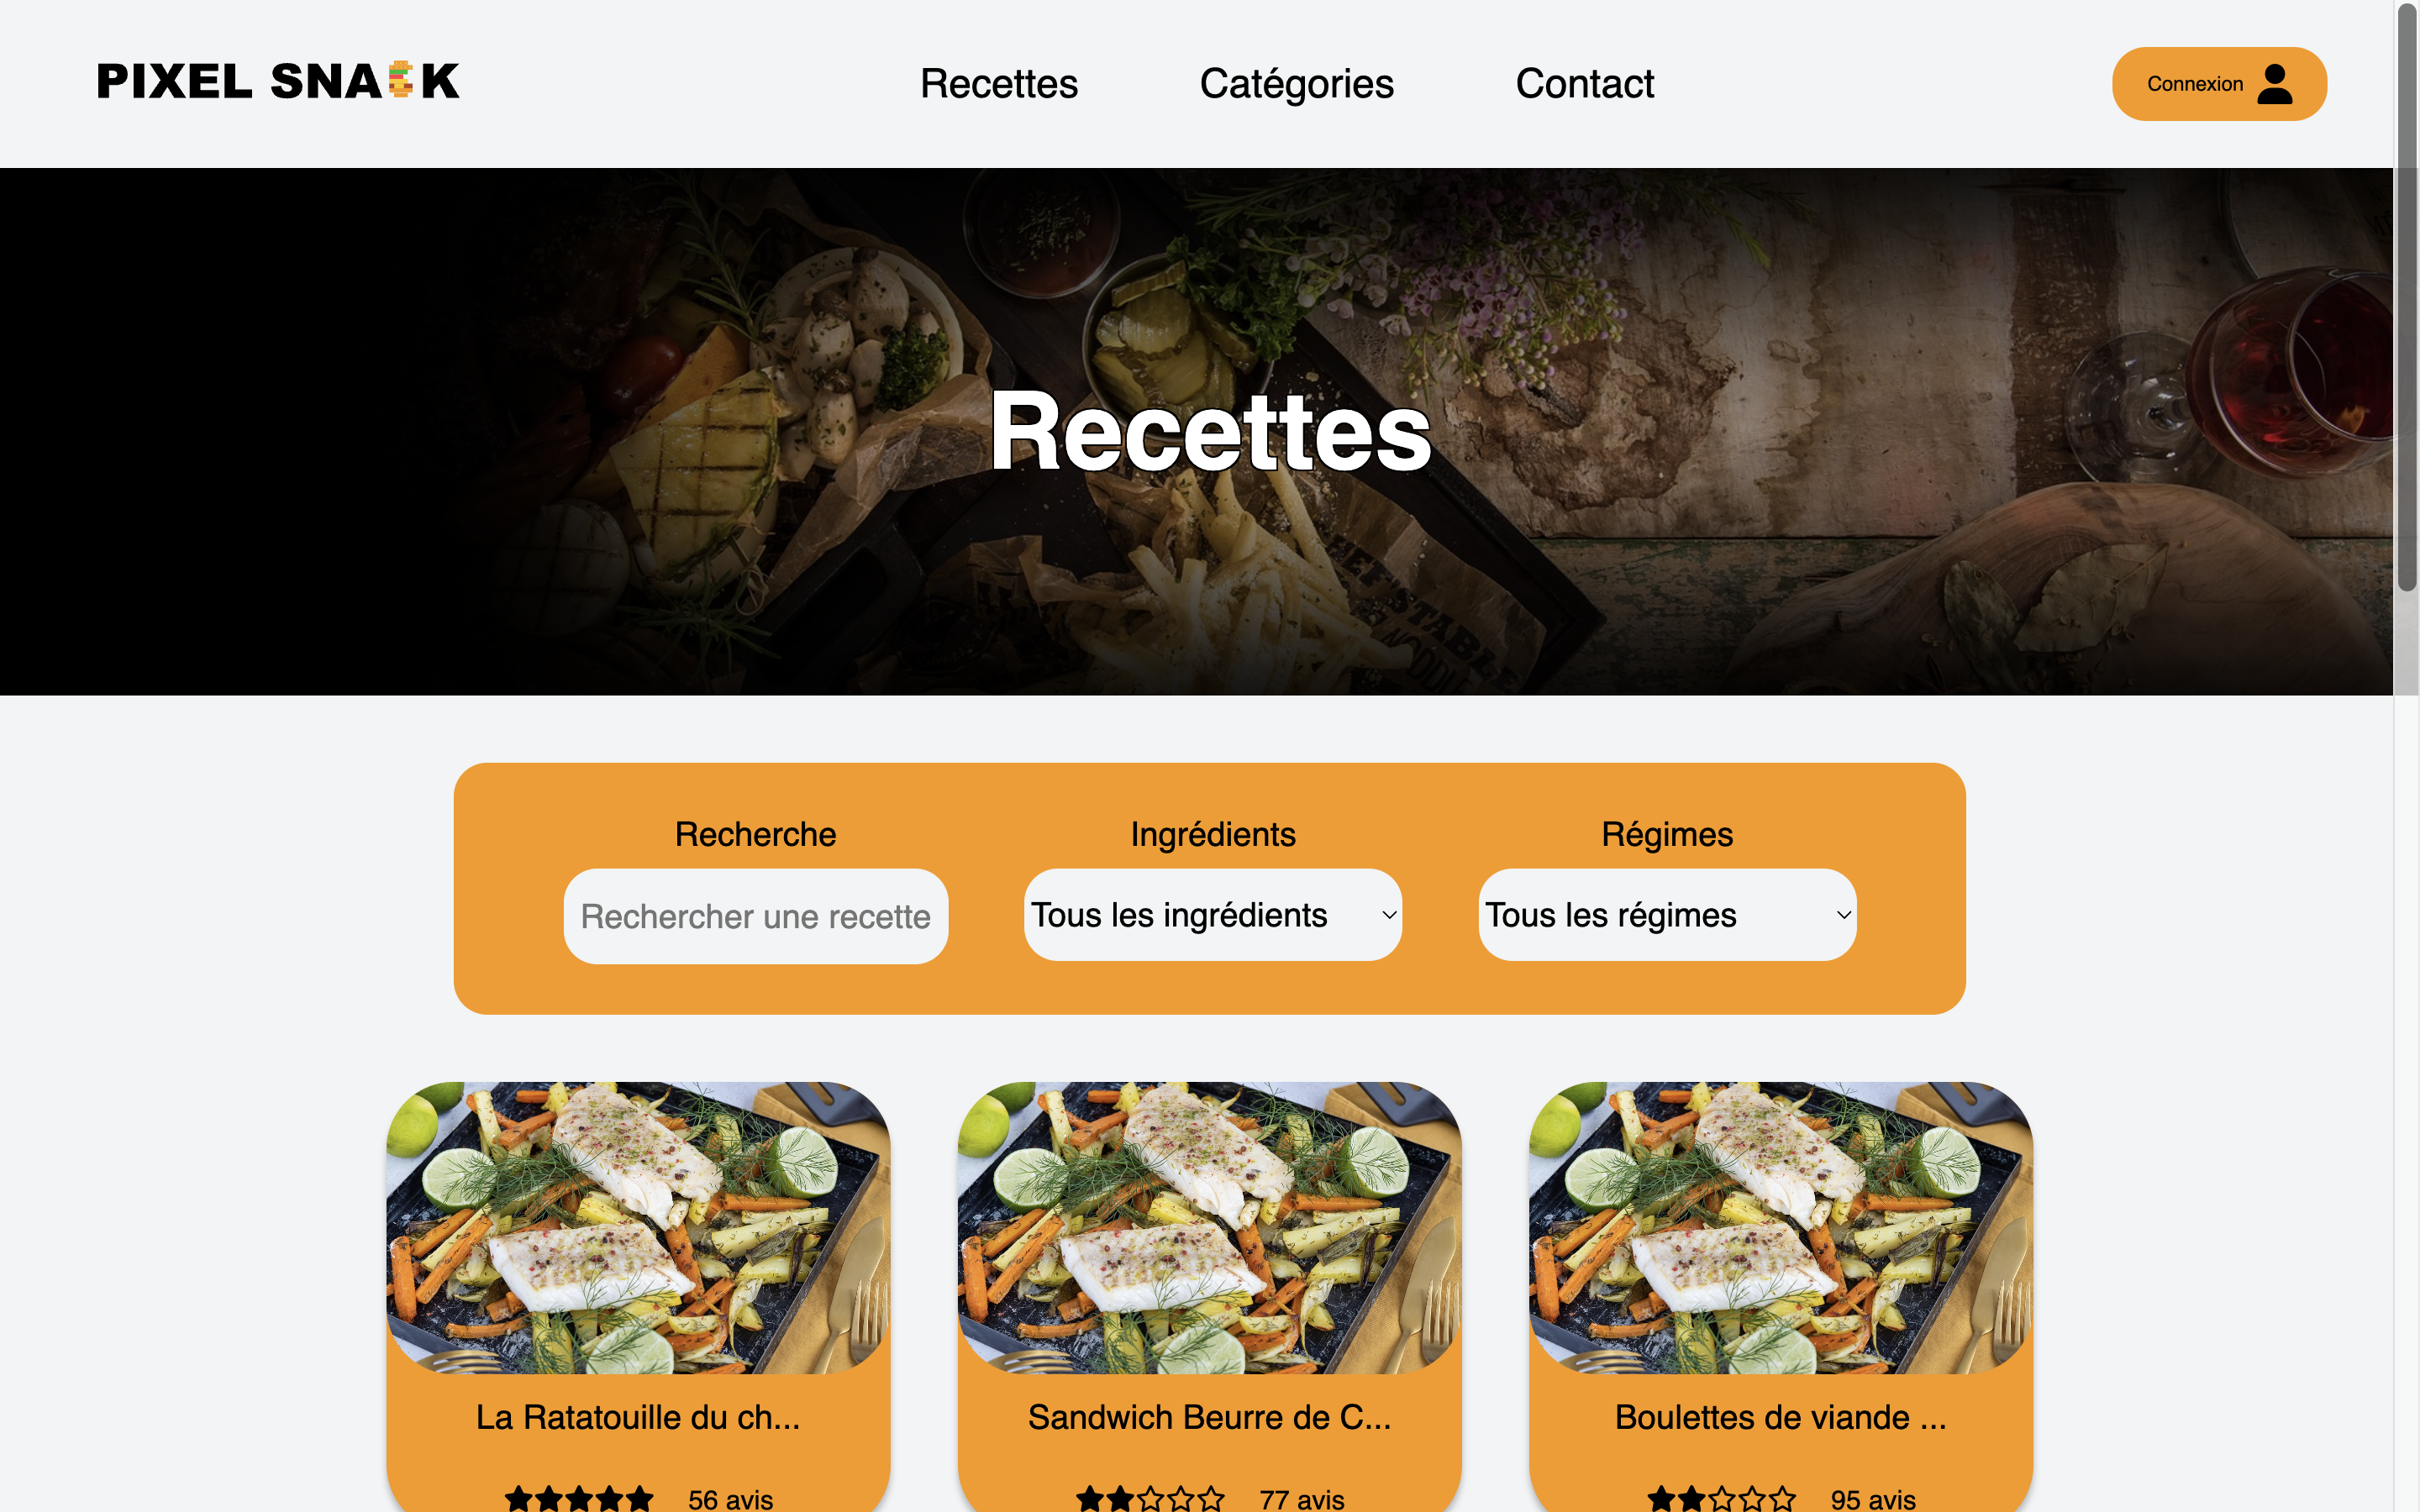 PIXEL SNACK
Recettes
Catégories
Contact
Connexion
Recettes
Recherche
Ingrédients
Régimes
Rechercher une recette
Tous les ingrédients
Tous les régimes
La Ratatouille du ch...
Sandwich Beurre de C...
Boulettes de viande ...
56 avis
77 avis
95 avis